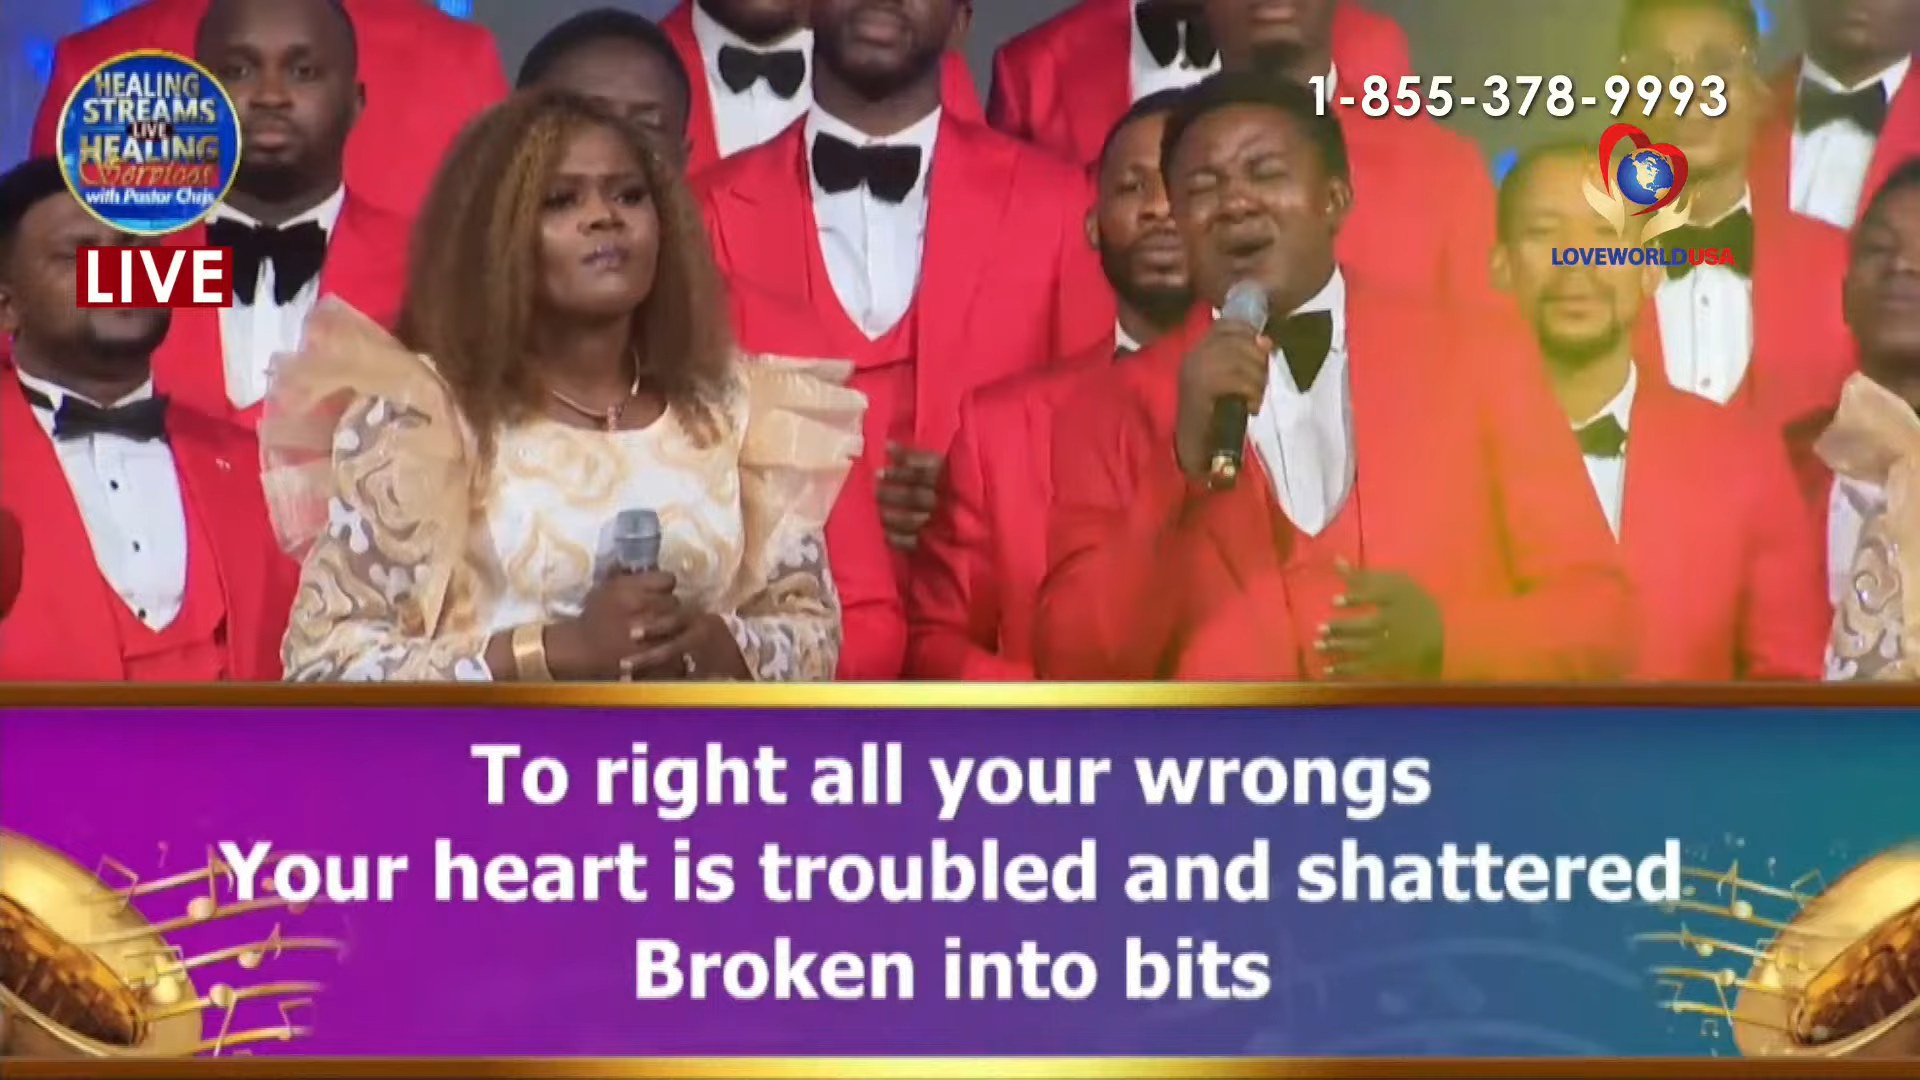 HEALING
STREAMS
LIVE
HEALING
Services
with Pastor Chris
LIVE
1-855-378-9993
LOVEWORLDUSA
To right all your wrongs
Your heart is troubled and shattered
Broken into bits